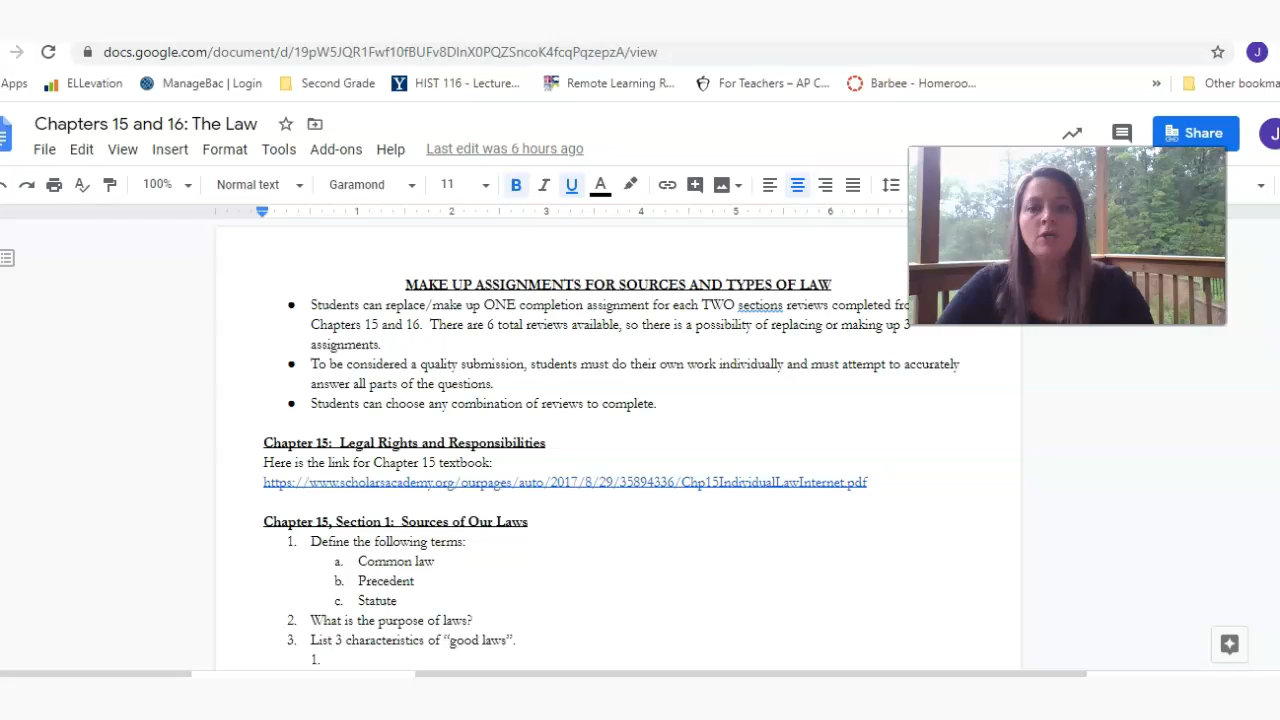 docs.google.com/document/d/19pW5JQR1Fwf10fBUFv8DlnX0PQZSncoK4fcqPqzepzA/view
Apps ELLevation ManageBac | Login Second Grade HIST 116 - Lecture... Remote Learning R... For Teachers – AP C... Barbee - Homeroo... » Other bookma
Chapters 15 and 16: The Law
Share
File Edit View Insert Format Tools Add-ons Help Last edit was 6 hours ago
100% Normal text Garamond 11 B I U A
1 2 3 4 5 6
MAKE UP ASSIGNMENTS FOR SOURCES AND TYPES OF LAW
● Students can replace/make up ONE completion assignment for each TWO sections reviews completed
Chapters 15 and 16. There are 6 total reviews available, so there is a possibility of replacing or making up 3
assignments.
● To be considered a quality submission, students must do their own work individually and must attempt to accurately
answer all parts of the questions.
● Students can choose any combination of reviews to complete.
Chapter 15: Legal Rights and Responsibilities
Here is the link for Chapter 15 textbook:
https://www.scholarsacademy.org/ourpages/auto/2017/8/29/35894336/Chp15IndividualLawInternet.pdf
Chapter 15, Section 1: Sources of Our Laws
1. Define the following terms:
a. Common law
b. Precedent
c. Statute
2. What is the purpose of laws?
3. List 3 characteristics of “good laws”.
1.